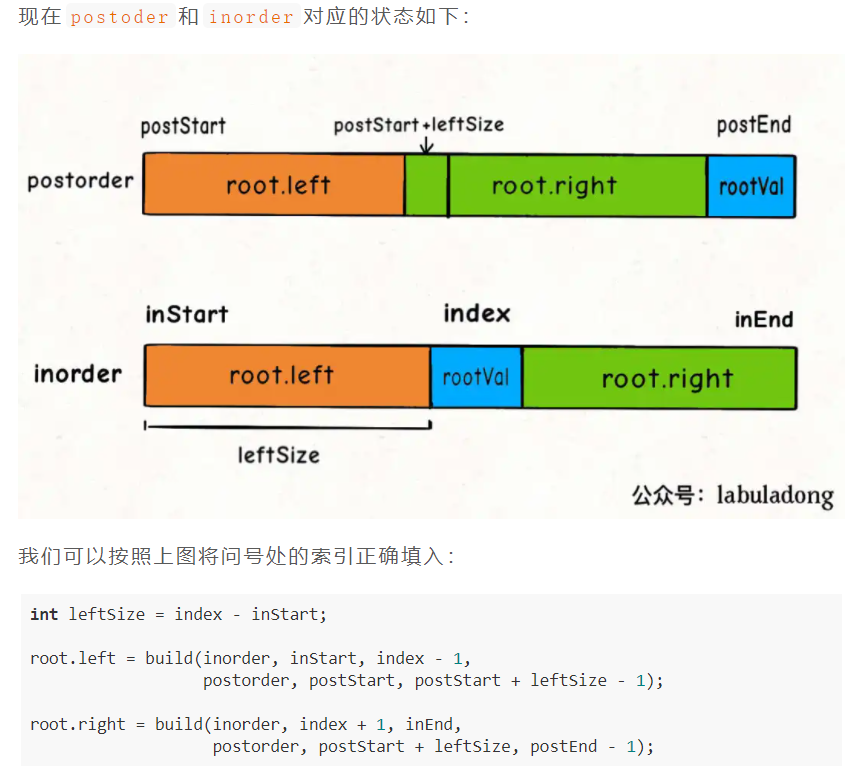 现在 postoder 和 inorder 对应的状态如下：
postStart postStart+leftSize postEnd
postorder root.left root.right rootVal
inStart index inEnd
inorder root.left rootVal root.right
leftSize
公众号：labuladong
我们可以按照上图将问号处的索引正确填入：
int leftSize = index - inStart;
root.left = build(inorder, inStart, index - 1,
postorder, postStart, postStart + leftSize - 1);
root.right = build(inorder, index + 1, inEnd,
postorder, postStart + leftSize, postEnd - 1);